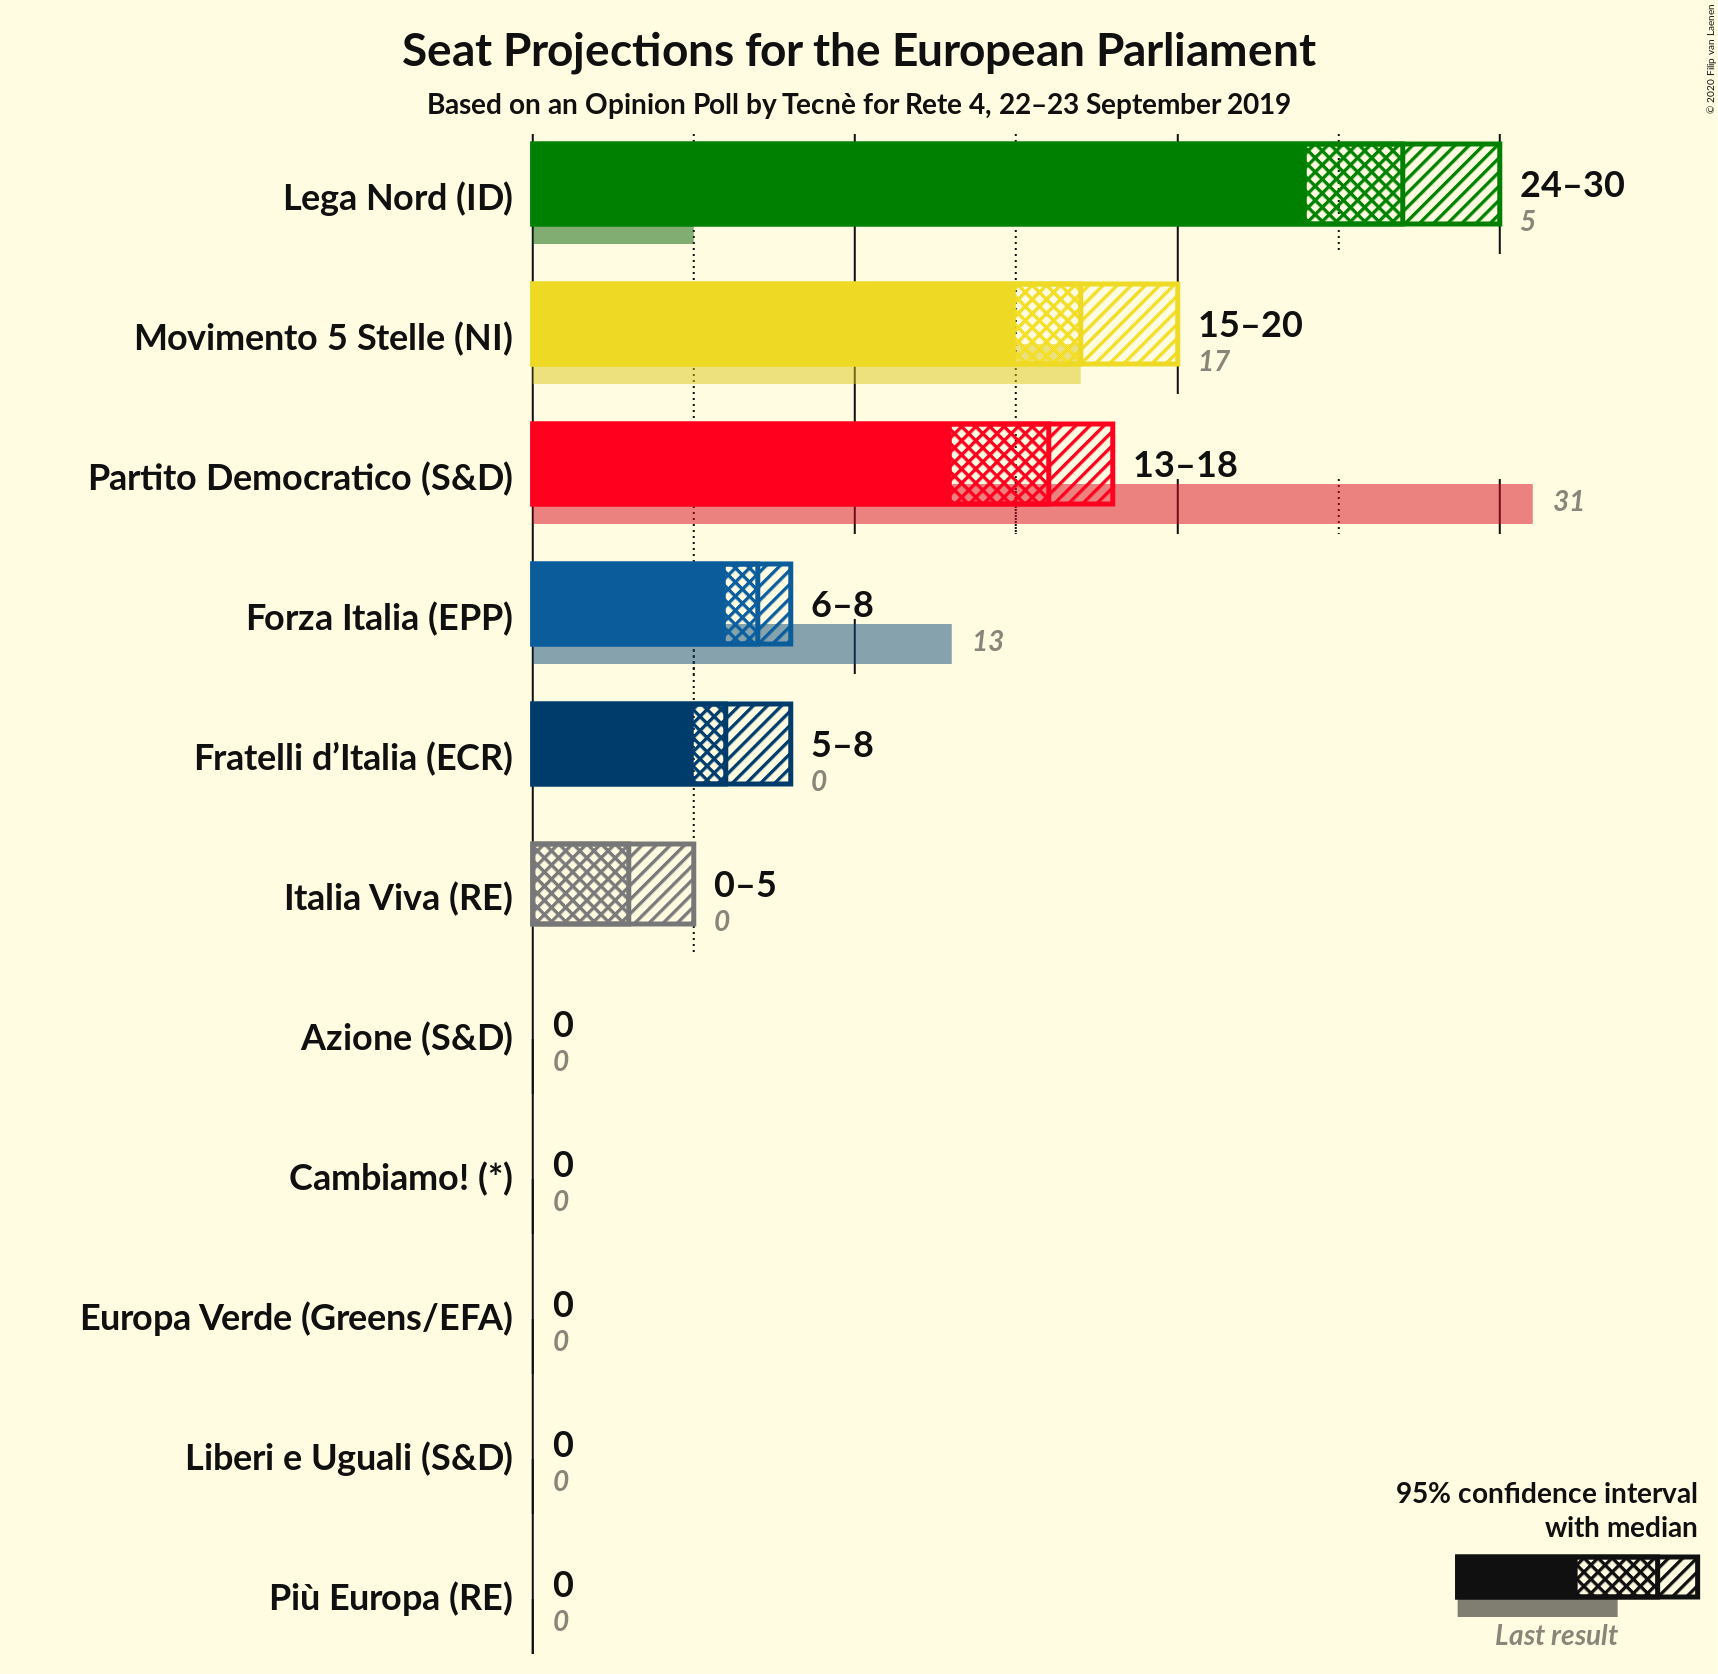 Seat Projections for the European Parliament
Based on an Opinion Poll by Tecnè for Rete 4, 22–23 September 2019
© 2020 Filip van Laenen
Lega Nord (ID)
24–30
5
Movimento 5 Stelle (NI)
15–20
17
Partito Democratico (S&D)
13–18
31
Forza Italia (EPP)
6–8
13
Fratelli d’Italia (ECR)
5–8
0
Italia Viva (RE)
0–5
0
Azione (S&D)
0
0
Cambiamo! (*)
0
0
Europa Verde (Greens/EFA)
0
0
Liberi e Uguali (S&D)
0
0
Più Europa (RE)
0
0
95% confidence interval
with median
Last result